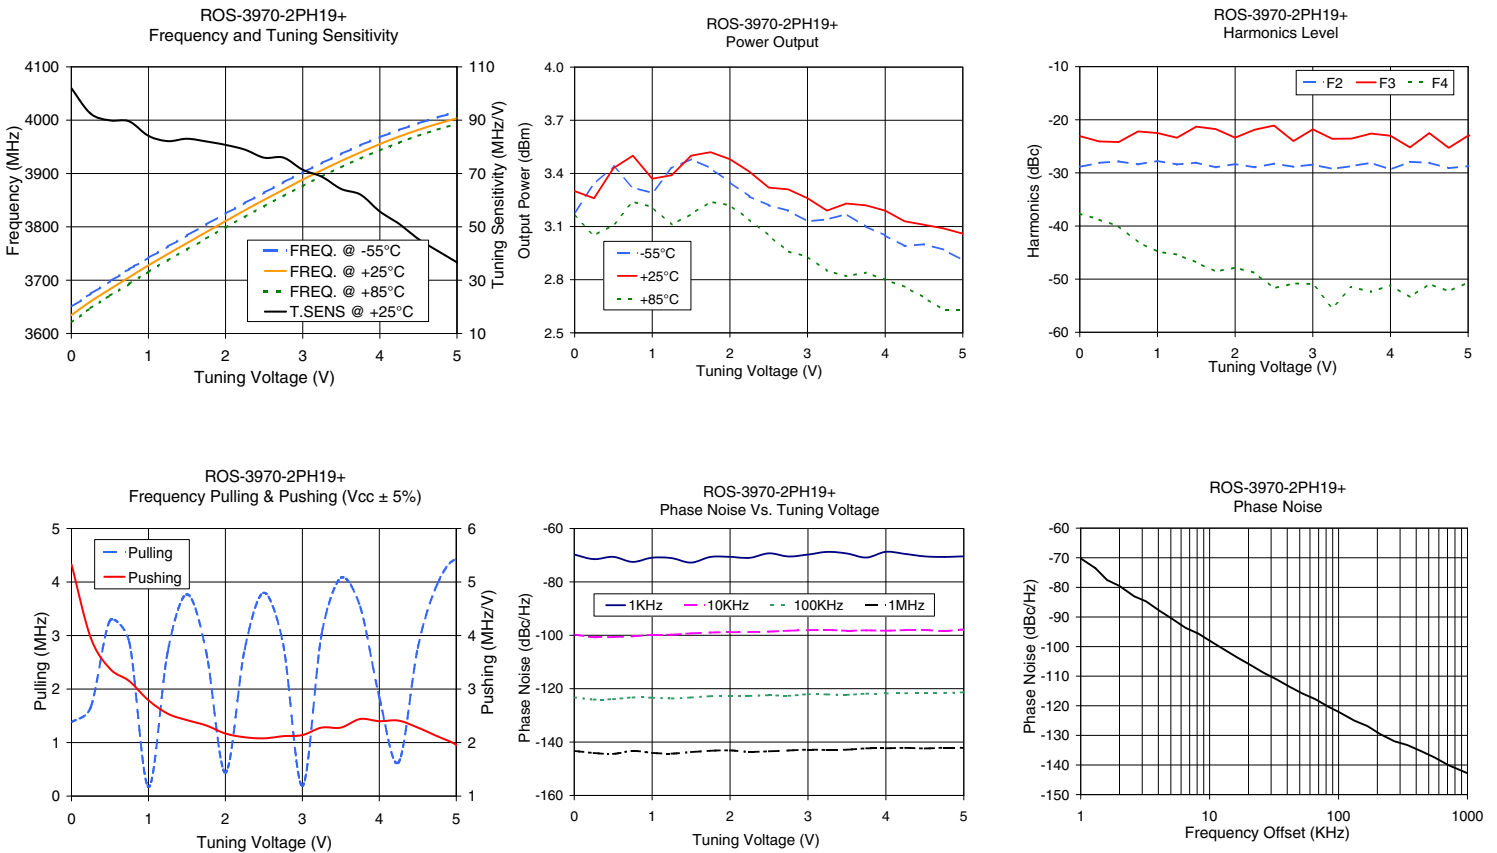 ROS-3970-2PH19+
Frequency and Tuning Sensitivity
4100
4000
3900
3800
3700
3600
110
90
70
50
30
10
0 1 2 3 4 5
Frequency (MHz)
Tuning Sensitivity (MHz/V)
Tuning Voltage (V)
FREQ. @ -55°C
FREQ. @ +25°C
FREQ. @ +85°C
T.SENS @ +25°C
ROS-3970-2PH19+
Power Output
4.0
3.7
3.4
3.1
2.8
2.5
0 1 2 3 4 5
Output Power (dBm)
Tuning Voltage (V)
-55°C
+25°C
+85°C
ROS-3970-2PH19+
Harmonics Level
-10
-20
-30
-40
-50
-60
0 1 2 3 4 5
Harmonics (dBc)
Tuning Voltage (V)
F2 F3 F4
ROS-3970-2PH19+
Frequency Pulling & Pushing (Vcc ± 5%)
5
4
3
2
1
0
6
5
4
3
2
1
0 1 2 3 4 5
Pulling (MHz)
Pushing (MHz/V)
Tuning Voltage (V)
Pulling
Pushing
ROS-3970-2PH19+
Phase Noise Vs. Tuning Voltage
-60
-80
-100
-120
-140
-160
0 1 2 3 4 5
Phase Noise (dBc/Hz)
Tuning Voltage (V)
1KHz 10KHz 100KHz 1MHz
ROS-3970-2PH19+
Phase Noise
-60
-70
-80
-90
-100
-110
-120
-130
-140
-150
1 10 100 1000
Phase Noise (dBc/Hz)
Frequency Offset (KHz)